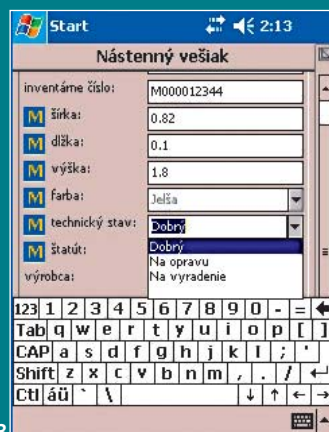 Start 2:13
Nástenný vešiak
inventárne číslo: M000012344
M šírka: 0.82
M dĺžka: 0.1
M výška: 1.8
M farba: Jelša
M technický stav: Dobrý
M štatút: Dobrý
Na opravu
výrobca: Na vyradenie
123 1 2 3 4 5 6 7 8 9 0 - =
Tab q w e r t y u i o p [ ]
CAP a s d f g h j k l ; '
Shift z x c v b n m , . /
Ctl áü ` \